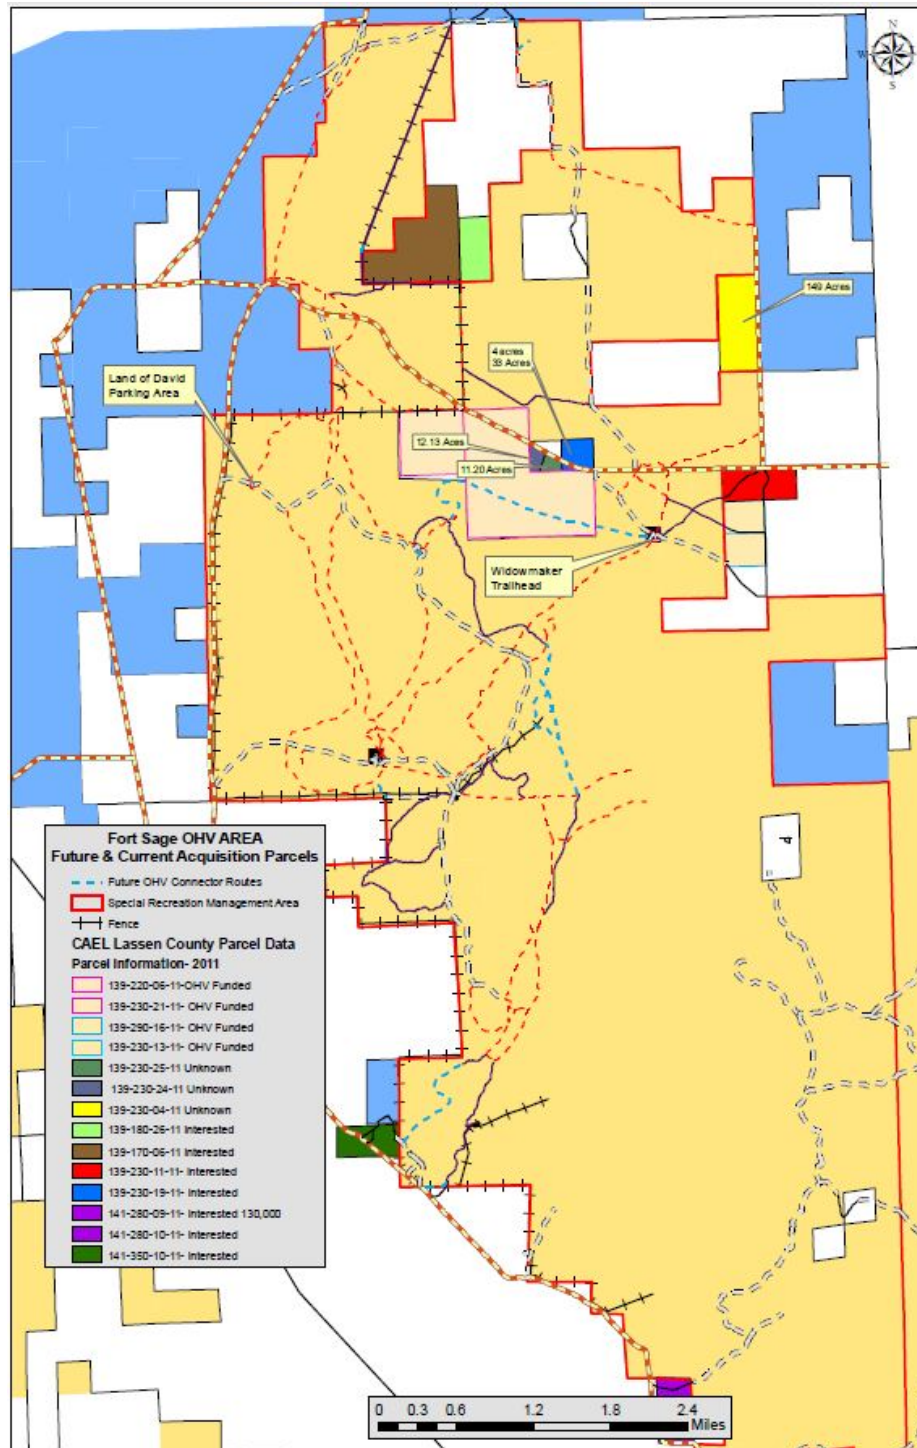 N
W
S
149 Acres
4 acres
33 Acres
Land of David
Parking Area
12.13 Aces
11.20 Acres
Widowmaker
Trailhead
Fort Sage OHV AREA
Future & Current Acquisition Parcels
Future OHV Connector Routes
Special Recreation Management Area
Fence
CAEL Lassen County Parcel Data
Parcel Information- 2011
139-220-06-11-OHV Funded
139-230-21-11- OHV Funded
139-290-16-11- OHV Funded
139-230-13-11- OHV Funded
139-230-25-11 Unknown
139-230-24-11 Unknown
139-230-04-11 Unknown
139-180-26-11 Interested
139-170-06-11 Interested
139-230-11-11- Interested
139-230-19-11- Interested
141-280-09-11- Interested 130,000
141-280-10-11- Interested
141-350-10-11- Interested
0 0.3 0.6 1.2 1.8 2.4
Miles